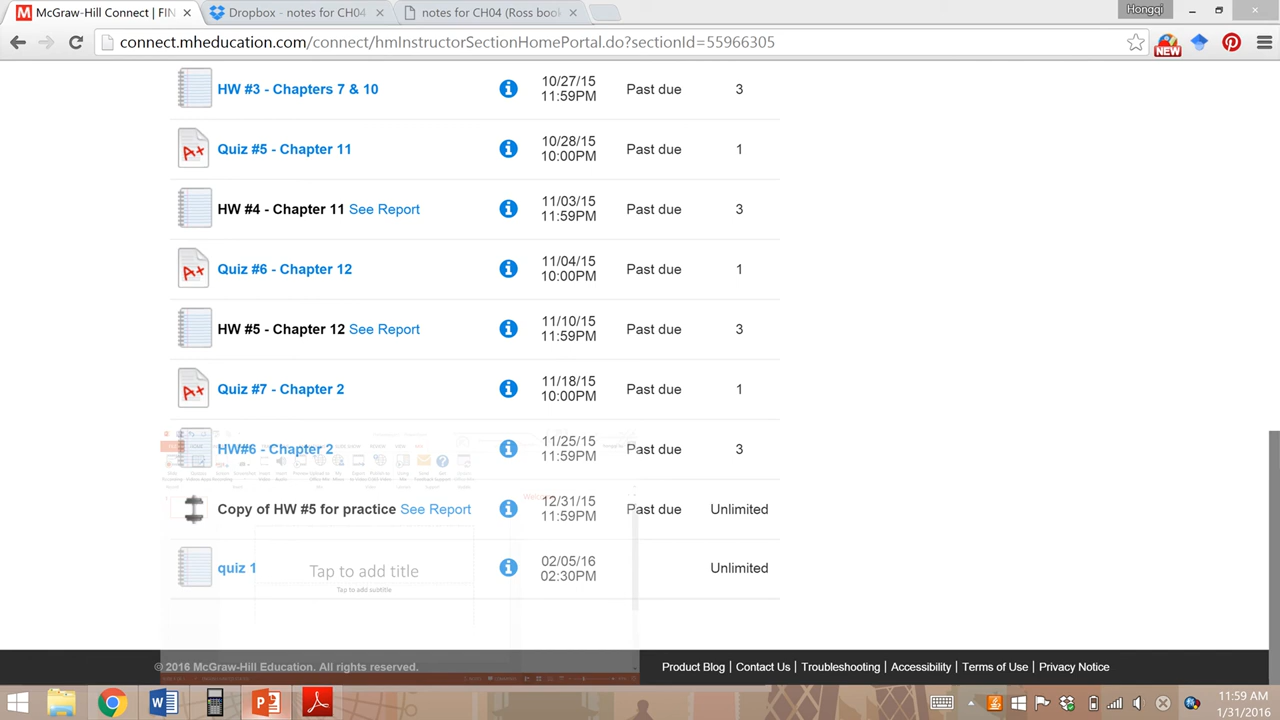 McGraw-Hill Connect | FIN
Dropbox - notes for CH04
notes for CH04 (Ross book
Hongqi
connect.mheducation.com/connect/hmInstructorSectionHomePortal.do?sectionId=55966305
NEW
HW #3 - Chapters 7 & 10
10/27/15
11:59PM
Past due
3
Quiz #5 - Chapter 11
10/28/15
10:00PM
Past due
1
HW #4 - Chapter 11 See Report
11/03/15
11:59PM
Past due
3
Quiz #6 - Chapter 12
11/04/15
10:00PM
Past due
1
HW #5 - Chapter 12 See Report
11/10/15
11:59PM
Past due
3
Quiz #7 - Chapter 2
11/18/15
10:00PM
Past due
1
HW#6 - Chapter 2
11/25/15
11:59PM
Past due
3
Copy of HW #5 for practice See Report
12/31/15
11:59PM
Past due
Unlimited
quiz 1
02/05/16
02:30PM
Unlimited
Tap to add title
Tap to add subtitle
© 2016 McGraw-Hill Education. All rights reserved.
Product Blog | Contact Us | Troubleshooting | Accessibility | Terms of Use | Privacy Notice
11:59 AM
1/31/2016